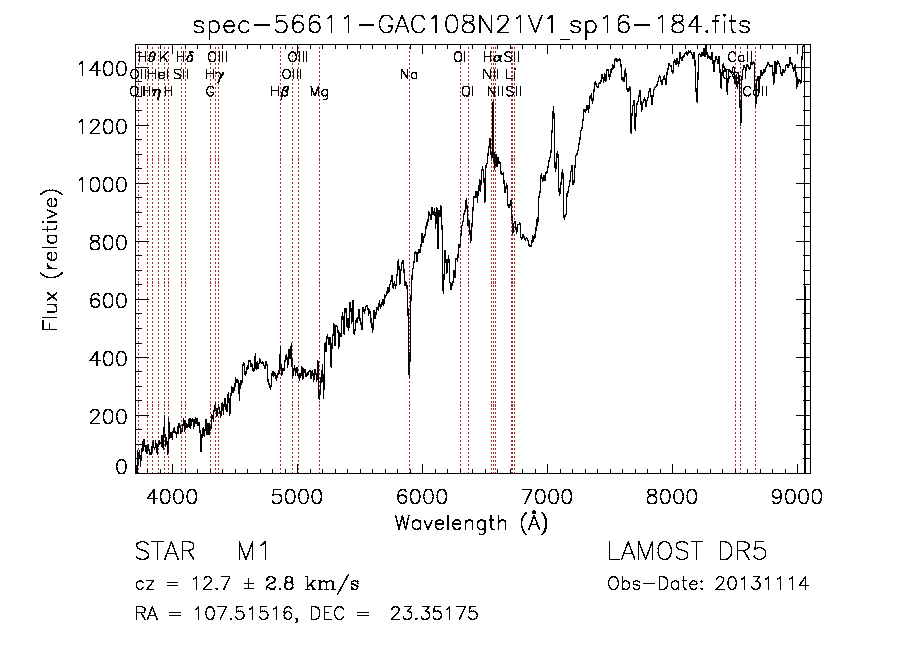 spec-56611-GAC108N21V1_sp16-184.fits
Hθ K Hδ OIII OIII OI Hα SII CaII
OII HeI SII Hγ OIII Na NII Li
Hη H G Hβ Mg OI NII SII CaII
1400
1200
1000
800
600
400
200
0
Flux (relative)
4000 5000 6000 7000 8000 9000
Wavelength (Å)
STAR M1 LAMOST DR5
cz = 12.7 ± 2.8 km/s Obs-Date: 20131114
RA = 107.51516, DEC = 23.35175